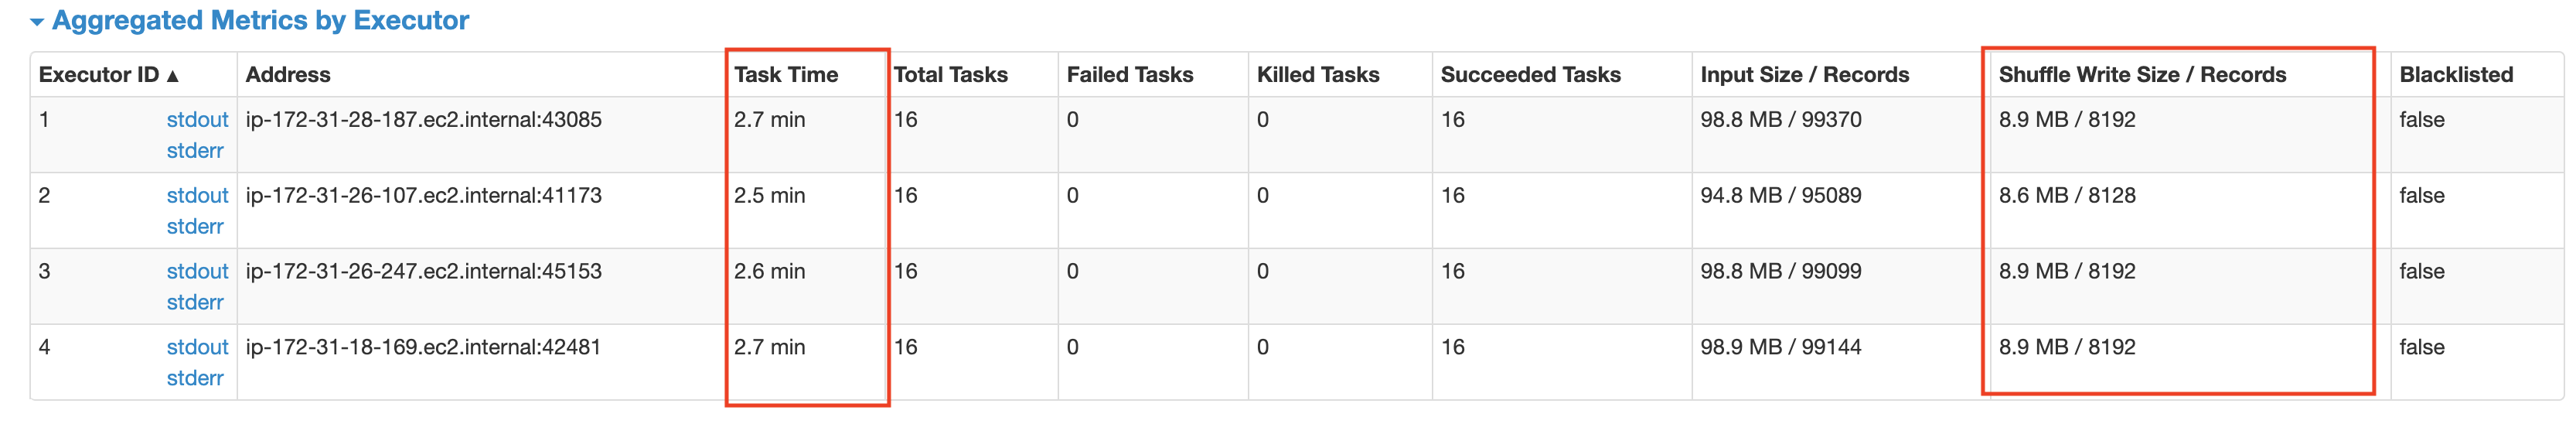 Aggregated Metrics by Executor
Executor ID ▲ Address Task Time Total Tasks Failed Tasks Killed Tasks Succeeded Tasks Input Size / Records Shuffle Write Size / Records Blacklisted
1 stdout ip-172-31-28-187.ec2.internal:43085 2.7 min 16 0 0 16 98.8 MB / 99370 8.9 MB / 8192 false
stderr
2 stdout ip-172-31-26-107.ec2.internal:41173 2.5 min 16 0 0 16 94.8 MB / 95089 8.6 MB / 8128 false
stderr
3 stdout ip-172-31-26-247.ec2.internal:45153 2.6 min 16 0 0 16 98.8 MB / 99099 8.9 MB / 8192 false
stderr
4 stdout ip-172-31-18-169.ec2.internal:42481 2.7 min 16 0 0 16 98.9 MB / 99144 8.9 MB / 8192 false
stderr